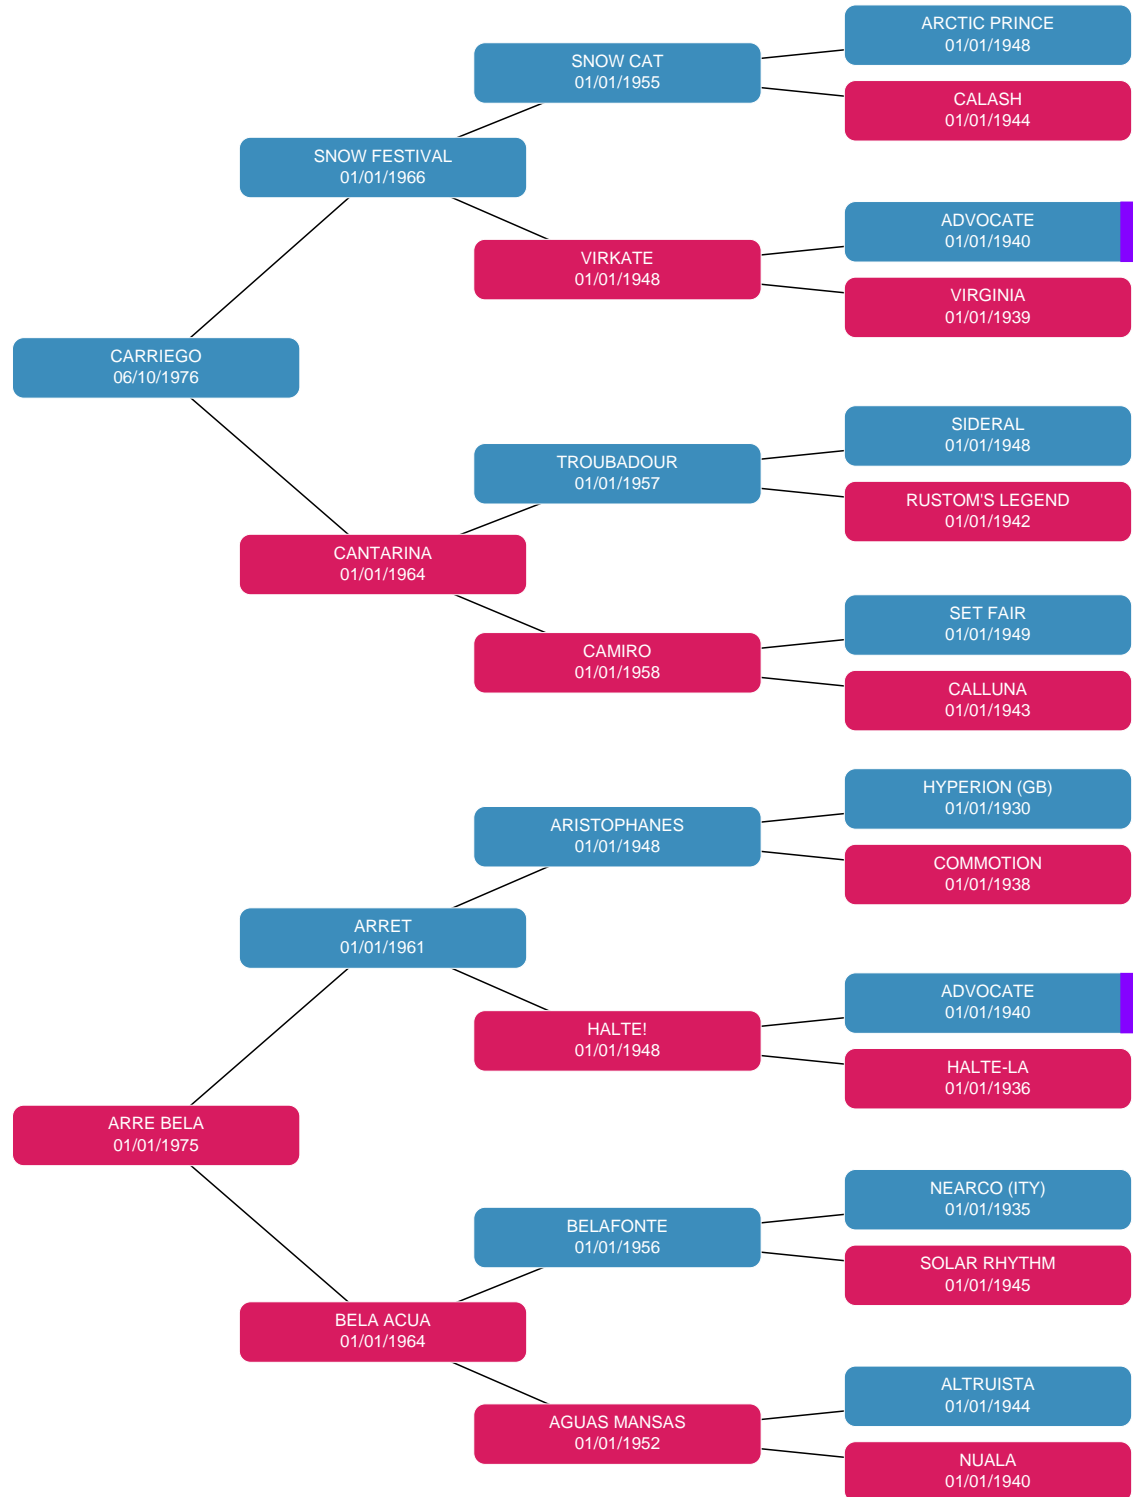 ARCTIC PRINCE
01/01/1948
SNOW CAT
01/01/1955
CALASH
01/01/1944
SNOW FESTIVAL
01/01/1966
ADVOCATE
01/01/1940
VIRKATE
01/01/1948
VIRGINIA
01/01/1939
CARRIEGO
06/10/1976
SIDERAL
01/01/1948
TROUBADOUR
01/01/1957
RUSTOM'S LEGEND
01/01/1942
CANTARINA
01/01/1964
SET FAIR
01/01/1949
CAMIRO
01/01/1958
CALLUNA
01/01/1943
HYPERION (GB)
01/01/1930
ARISTOPHANES
01/01/1948
COMMOTION
01/01/1938
ARRET
01/01/1961
ADVOCATE
01/01/1940
HALTE!
01/01/1948
HALTE-LA
01/01/1936
ARRE BELA
01/01/1975
NEARCO (ITY)
01/01/1935
BELAFONTE
01/01/1956
SOLAR RHYTHM
01/01/1945
BELA ACUA
01/01/1964
ALTRUISTA
01/01/1944
AGUAS MANSAS
01/01/1952
NUALA
01/01/1940